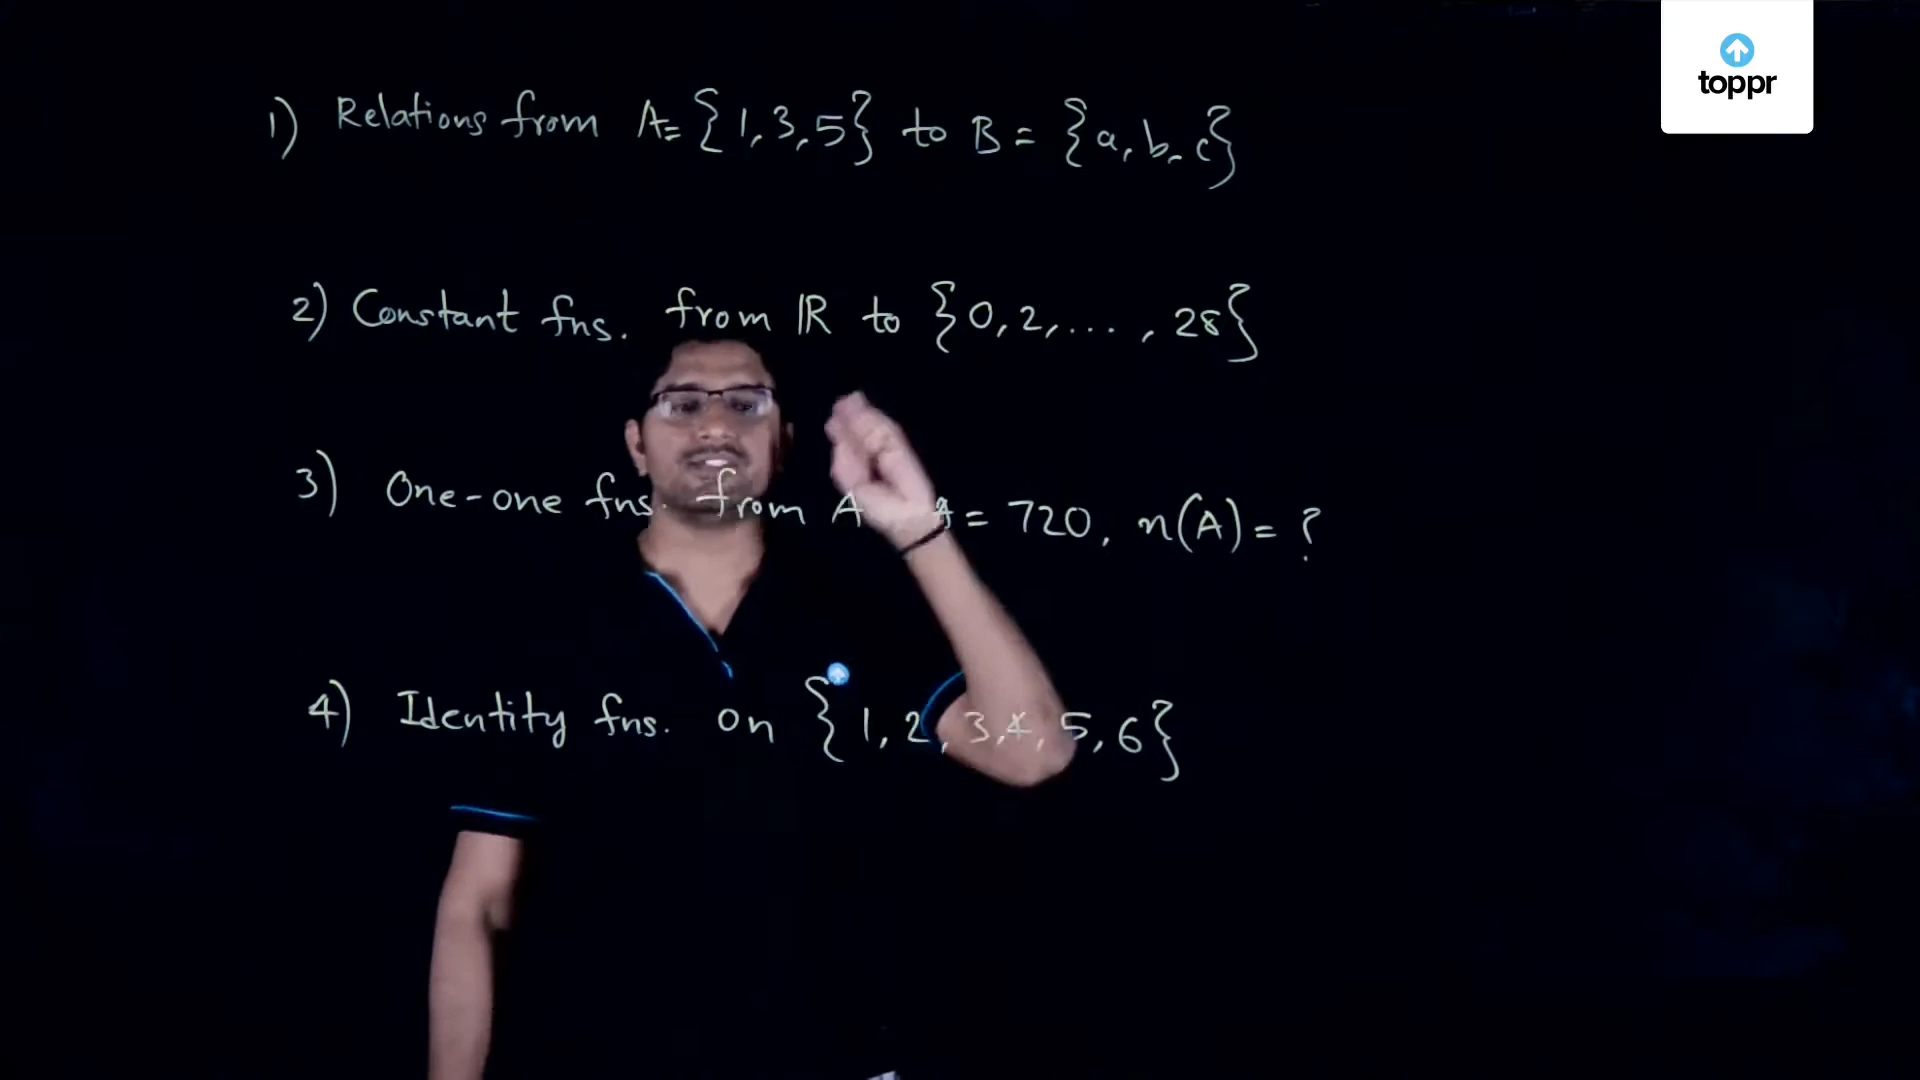 toppr
1) Relations from A = {1, 3, 5} to B = {a, b, c}
2) Constant fns. from ℝ to {0, 2, ... , 28}
3) One-one fns. from A A = 720, n(A) = ?
4) Identity fns. on {1, 2, 3, 4, 5, 6}